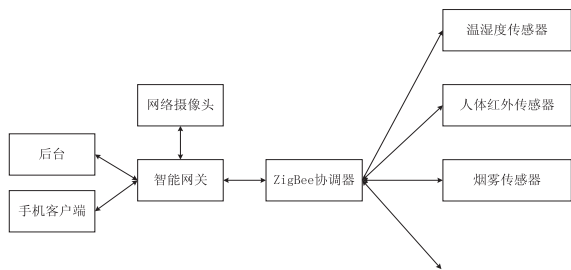 温湿度传感器
网络摄像头
人体红外传感器
后台
智能网关
ZigBee协调器
烟雾传感器
手机客户端